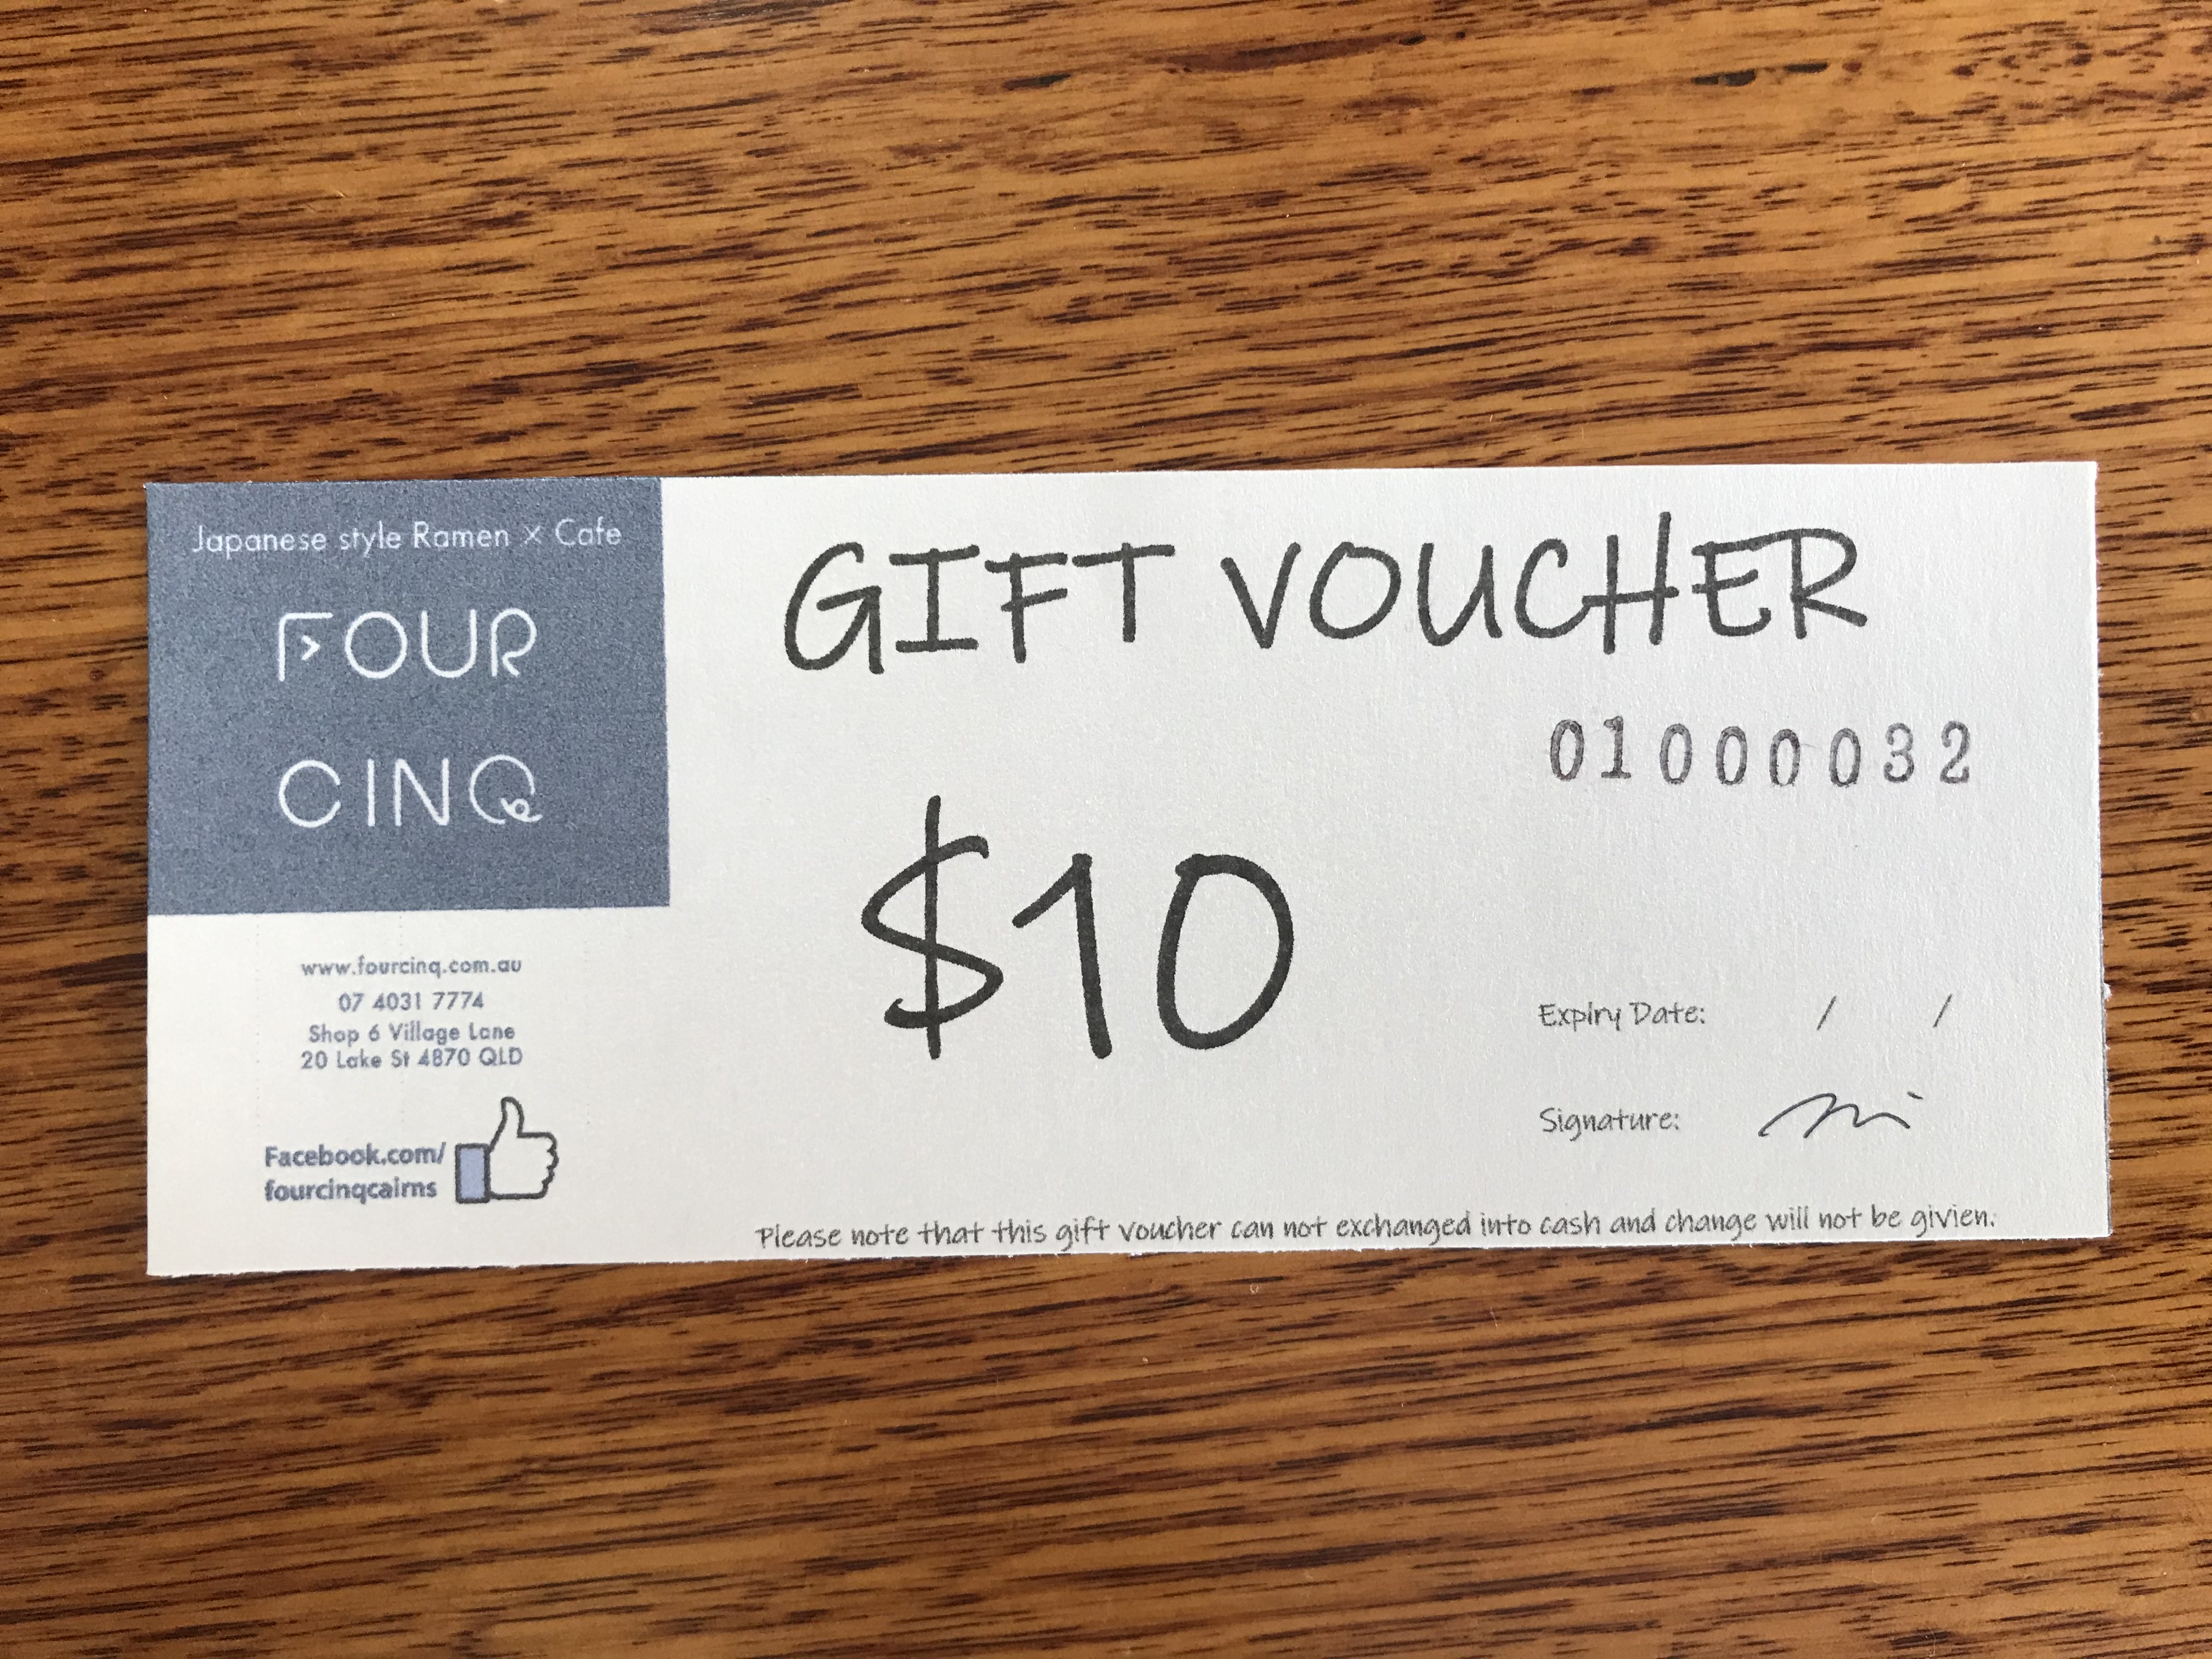 Japanese style Ramen × Cafe
FOUR
CINQ
www.fourcinq.com.au
07 4031 7774
Shop 6 Village Lane
20 Lake St 4870 QLD
Facebook.com/
fourcinqcairns
GIFT VOUCHER
01000032
$10
Expiry Date: / /
Signature:
Please note that this gift voucher can not exchanged into cash and change will not be givien.